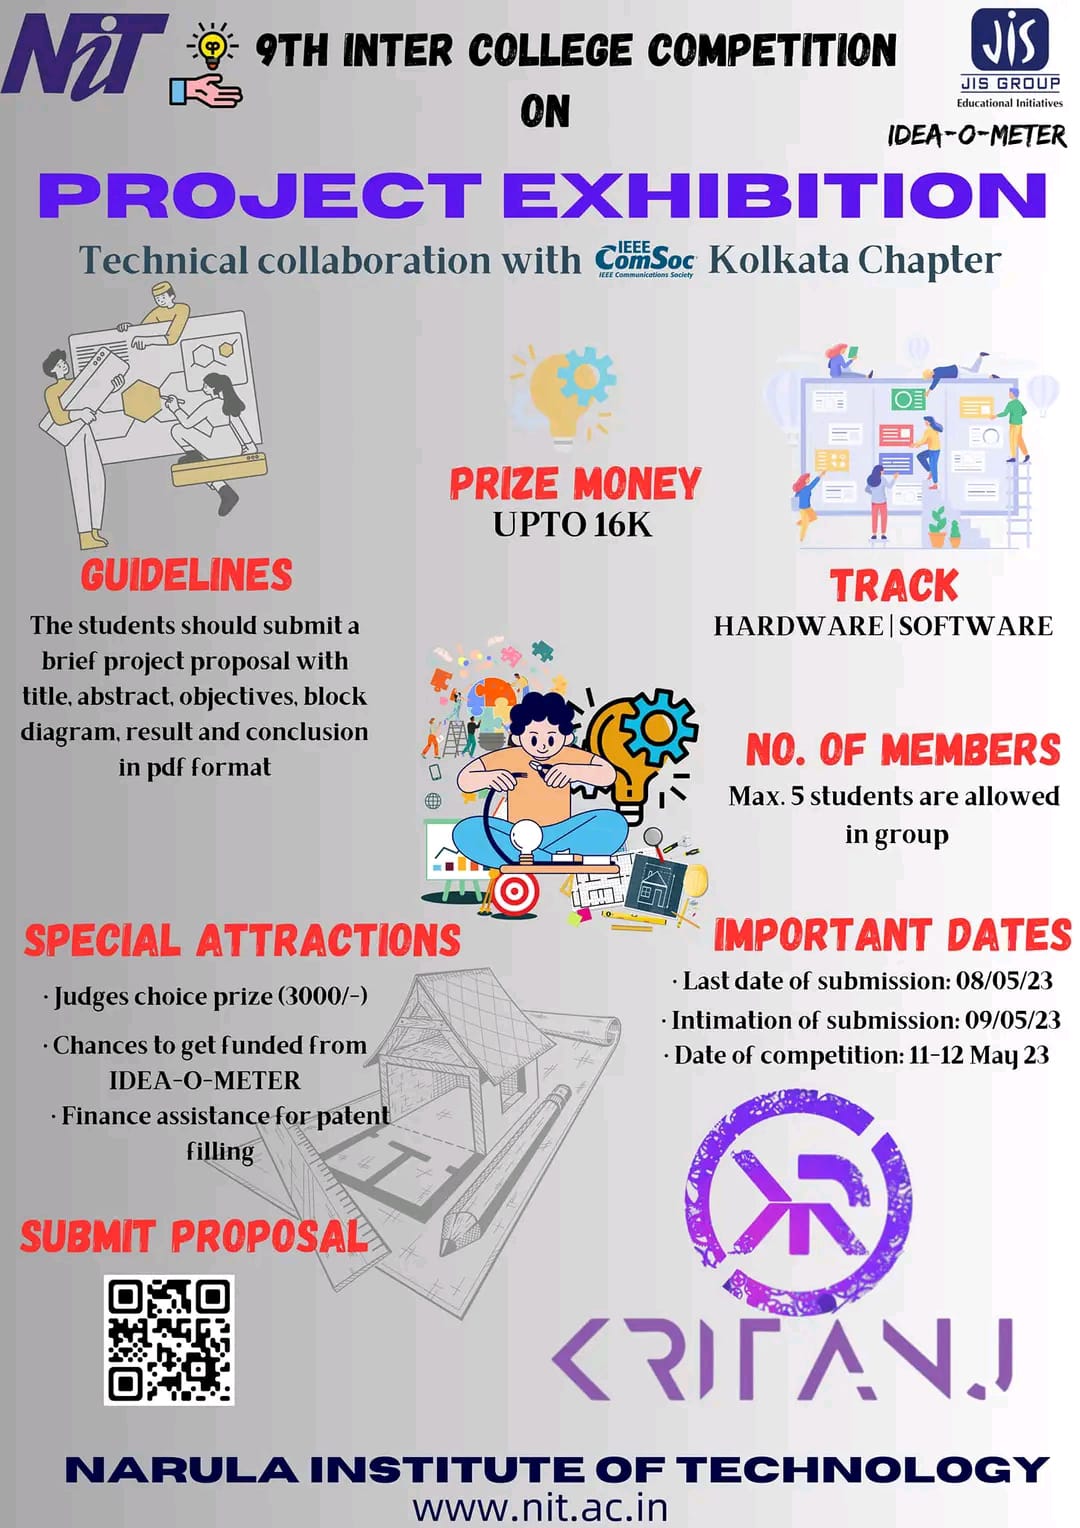 NiT
9TH INTER COLLEGE COMPETITION
ON
JIS
JIS GROUP
Educational Initiatives
IDEA-O-METER
PROJECT EXHIBITION
Technical collaboration with IEEE ComSoc Kolkata Chapter
IEEE Communications Society
PRIZE MONEY
UPTO 16K
GUIDELINES
The students should submit a
brief project proposal with
title, abstract, objectives, block
diagram, result and conclusion
in pdf format
TRACK
HARDWARE | SOFTWARE
NO. OF MEMBERS
Max. 5 students are allowed
in group
SPECIAL ATTRACTIONS
· Judges choice prize (3000/-)
· Chances to get funded from
IDEA-O-METER
· Finance assistance for patent
filling
IMPORTANT DATES
· Last date of submission: 08/05/23
· Intimation of submission: 09/05/23
· Date of competition: 11-12 May 23
SUBMIT PROPOSAL
KRITANJ
NARULA INSTITUTE OF TECHNOLOGY
www.nit.ac.in